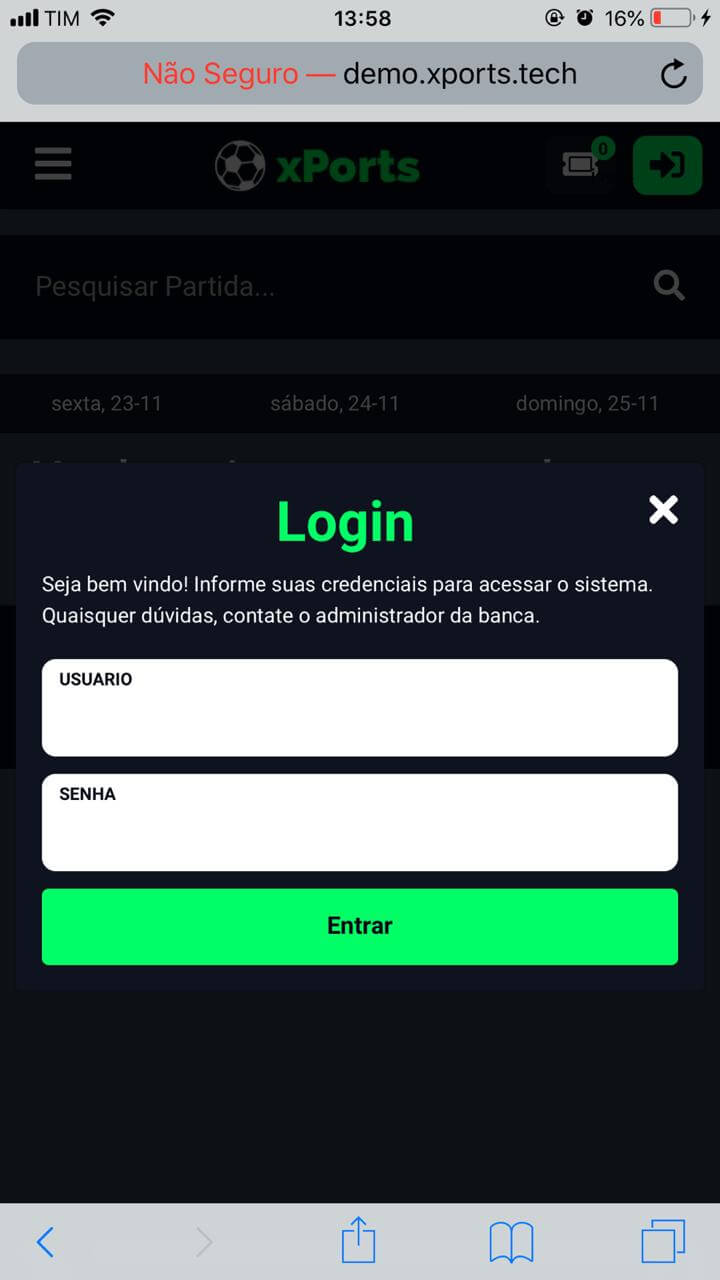 TIM 13:58 16%
Não Seguro — demo.xports.tech
xPorts 0
Pesquisar Partida...
sexta, 23-11 sábado, 24-11 domingo, 25-11
Login
Seja bem vindo! Informe suas credenciais para acessar o sistema.
Quaisquer dúvidas, contate o administrador da banca.
USUARIO
SENHA
Entrar